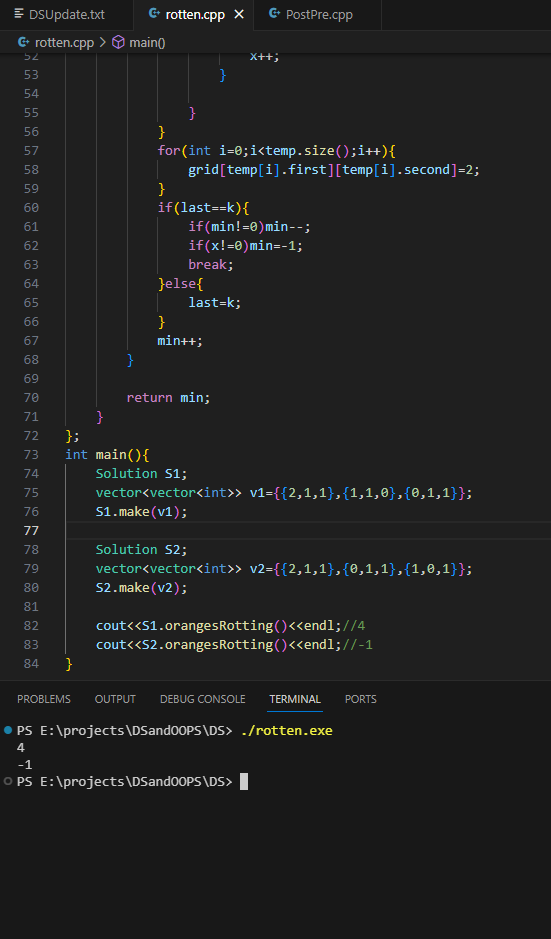 DSUpdate.txt rotten.cpp PostPre.cpp
rotten.cpp > main()
52 x++;
53 }
54
55 }
56 }
57 for(int i=0;i<temp.size();i++){
58 grid[temp[i].first][temp[i].second]=2;
59 }
60 if(last==k){
61 if(min!=0)min--;
62 if(x!=0)min=-1;
63 break;
64 }else{
65 last=k;
66 }
67 min++;
68 }
69
70 return min;
71 }
72 };
73 int main(){
74 Solution S1;
75 vector<vector<int>> v1={{2,1,1},{1,1,0},{0,1,1}};
76 S1.make(v1);
77
78 Solution S2;
79 vector<vector<int>> v2={{2,1,1},{0,1,1},{1,0,1}};
80 S2.make(v2);
81
82 cout<<S1.orangesRotting()<<endl;//4
83 cout<<S2.orangesRotting()<<endl;//-1
84 }
PROBLEMS OUTPUT DEBUG CONSOLE TERMINAL PORTS
PS E:\projects\DSandOOPS\DS> ./rotten.exe
4
-1
PS E:\projects\DSandOOPS\DS>